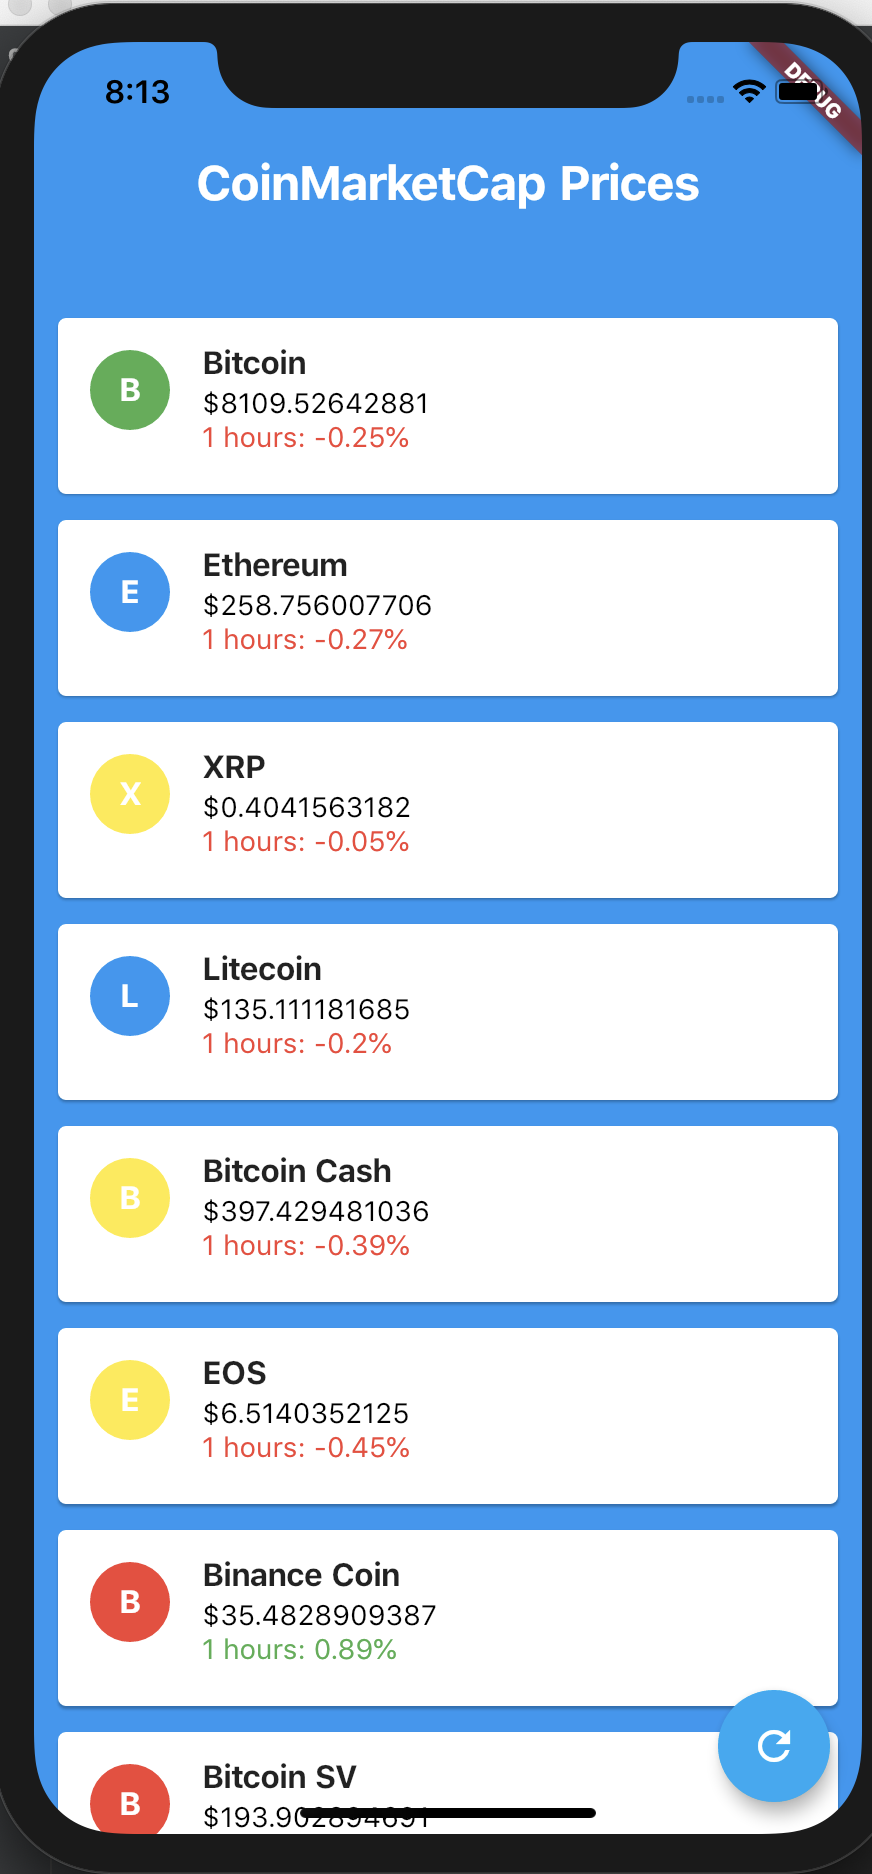 8:13
DEBUG
CoinMarketCap Prices
B
Bitcoin
$8109.52642881
1 hours: -0.25%
E
Ethereum
$258.756007706
1 hours: -0.27%
X
XRP
$0.4041563182
1 hours: -0.05%
L
Litecoin
$135.111181685
1 hours: -0.2%
B
Bitcoin Cash
$397.429481036
1 hours: -0.39%
E
EOS
$6.5140352125
1 hours: -0.45%
B
Binance Coin
$35.4828909387
1 hours: 0.89%
B
Bitcoin SV
$193.902894691